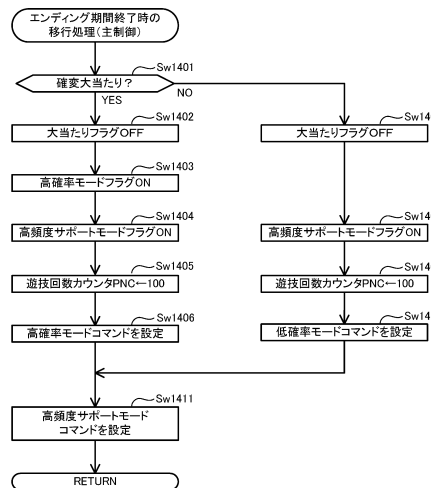 エンディング期間終了時の
移行処理（主制御）
Sw1401
確変大当たり？
YES
NO
Sw1402
大当たりフラグOFF
Sw1403
高確率モードフラグON
Sw1404
高頻度サポートモードフラグON
Sw1405
遊技回数カウンタPNC←100
Sw1406
高確率モードコマンドを設定
Sw14
大当たりフラグOFF
Sw14
高頻度サポートモードフラグON
Sw14
遊技回数カウンタPNC←100
Sw14
低確率モードコマンドを設定
Sw1411
高頻度サポートモード
コマンドを設定
RETURN